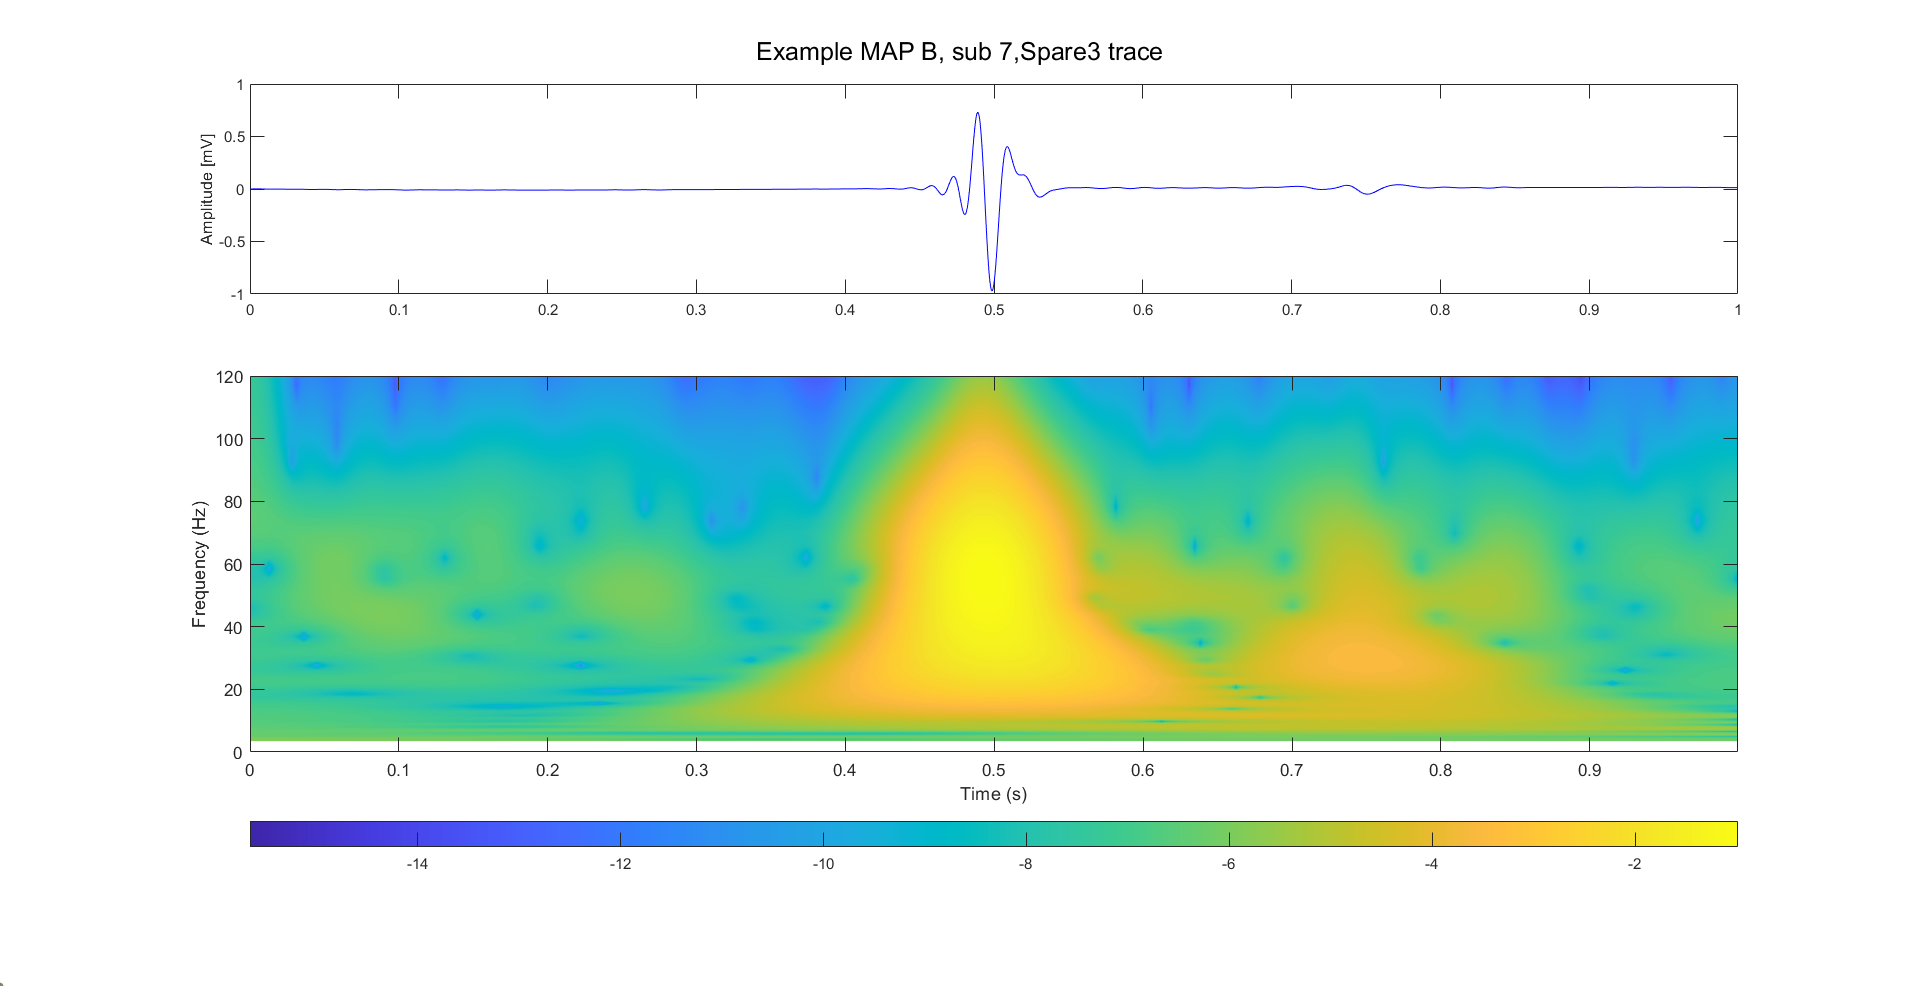 Example MAP B, sub 7,Spare3 trace
1
0.5
0
-0.5
-1
Amplitude [mV]
0 0.1 0.2 0.3 0.4 0.5 0.6 0.7 0.8 0.9 1
120
100
80
60
40
20
0
Frequency (Hz)
0 0.1 0.2 0.3 0.4 0.5 0.6 0.7 0.8 0.9
Time (s)
-14 -12 -10 -8 -6 -4 -2